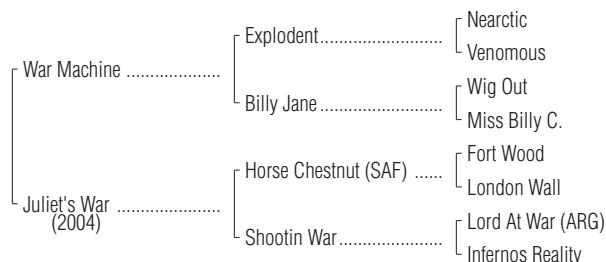 Nearctic
Explodent
Venomous
War Machine
Wig Out
Billy Jane
Miss Billy C.
Fort Wood
Horse Chestnut (SAF)
London Wall
Juliet's War
(2004)
Lord At War (ARG)
Shootin War
Infernos Reality